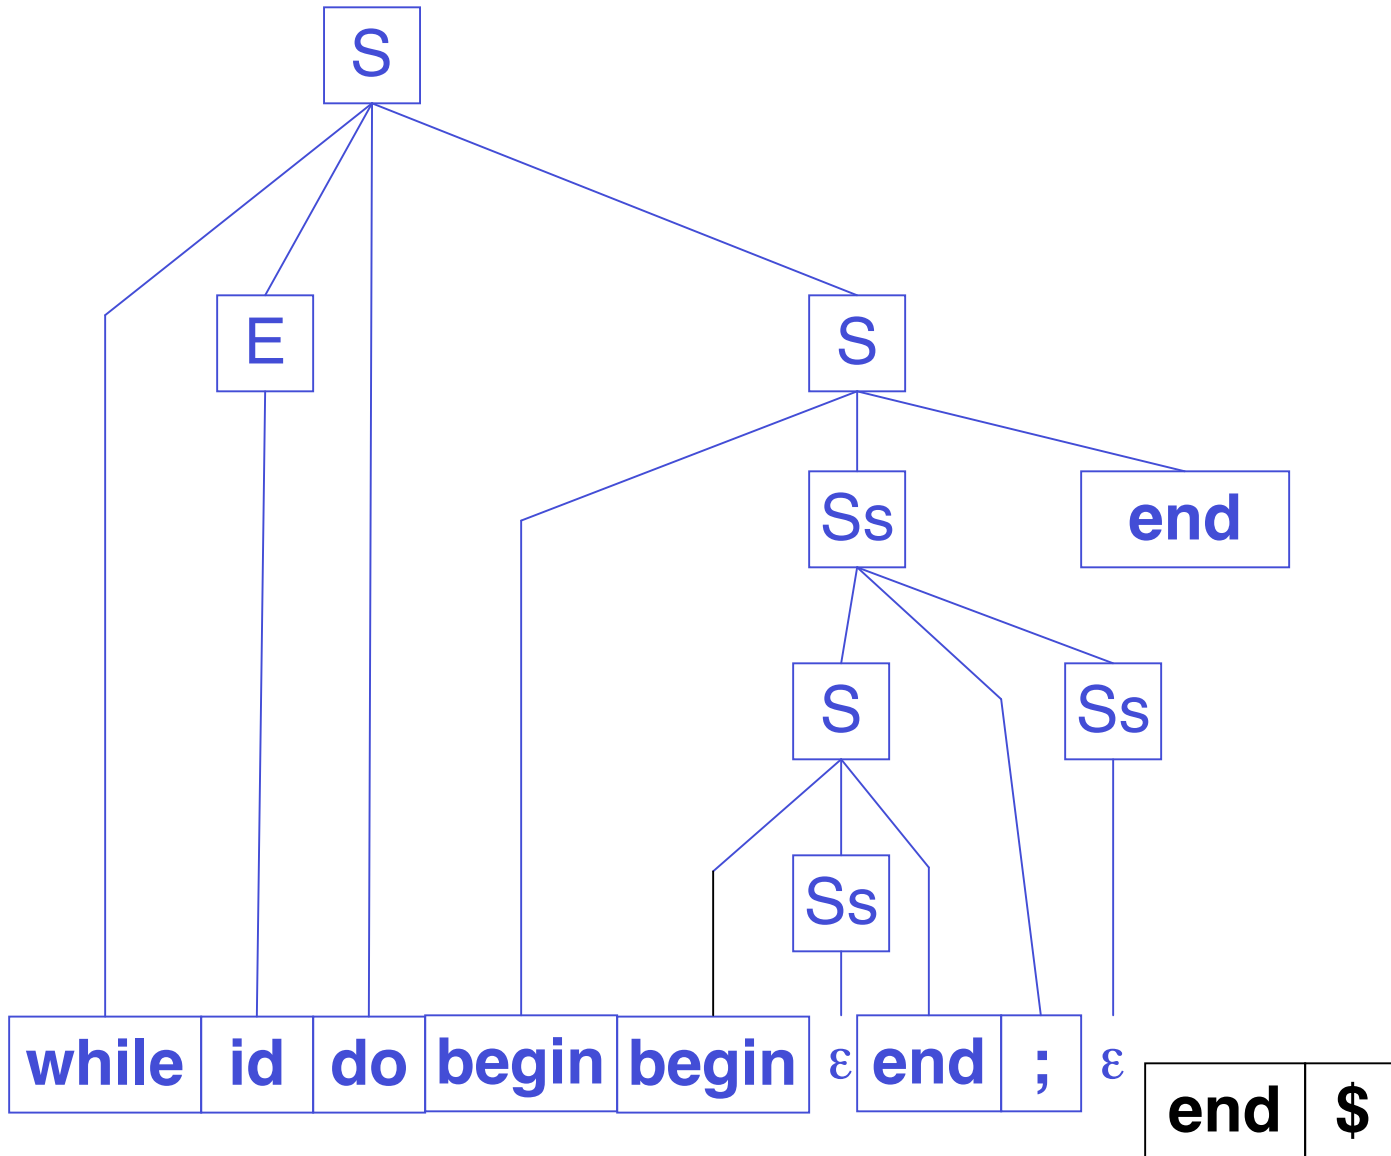 S
E S
Ss end
S Ss
Ss
while id do begin begin ε end ; ε
end $